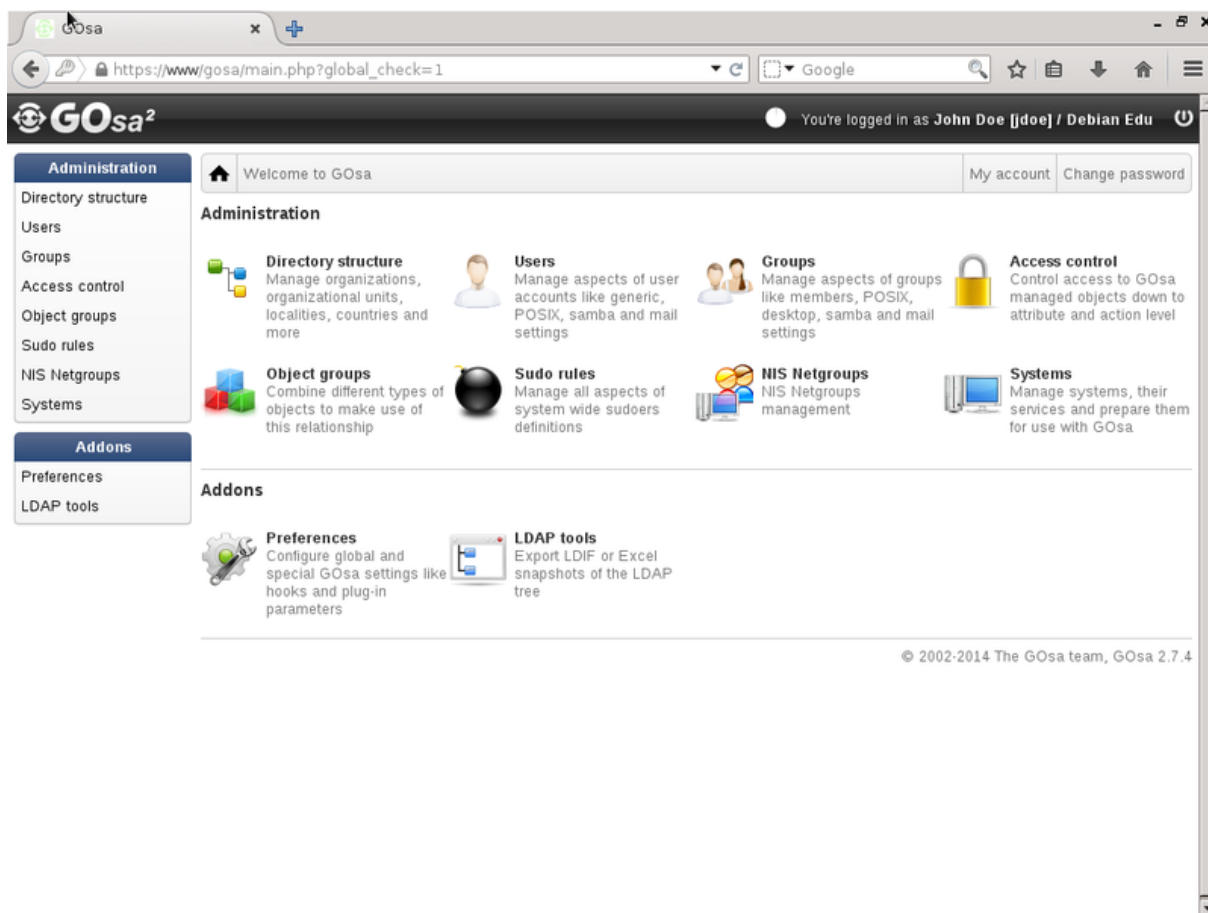 GOsa
https://www/gosa/main.php?global_check=1
Google
GOsa²
You're logged in as John Doe [jdoe] / Debian Edu
Administration
Directory structure
Users
Groups
Access control
Object groups
Sudo rules
NIS Netgroups
Systems
Addons
Preferences
LDAP tools
Welcome to GOsa
My account
Change password
Administration
Directory structure
Manage organizations,
organizational units,
localities, countries and
more
Users
Manage aspects of user
accounts like generic,
POSIX, samba and mail
settings
Groups
Manage aspects of groups
like members, POSIX,
desktop, samba and mail
settings
Access control
Control access to GOsa
managed objects down to
attribute and action level
Object groups
Combine different types of
objects to make use of
this relationship
Sudo rules
Manage all aspects of
system wide sudoers
definitions
NIS Netgroups
NIS Netgroups
management
Systems
Manage systems, their
services and prepare them
for use with GOsa
Addons
Preferences
Configure global and
special GOsa settings like
hooks and plug-in
parameters
LDAP tools
Export LDIF or Excel
snapshots of the LDAP
tree
© 2002-2014 The GOsa team, GOsa 2.7.4